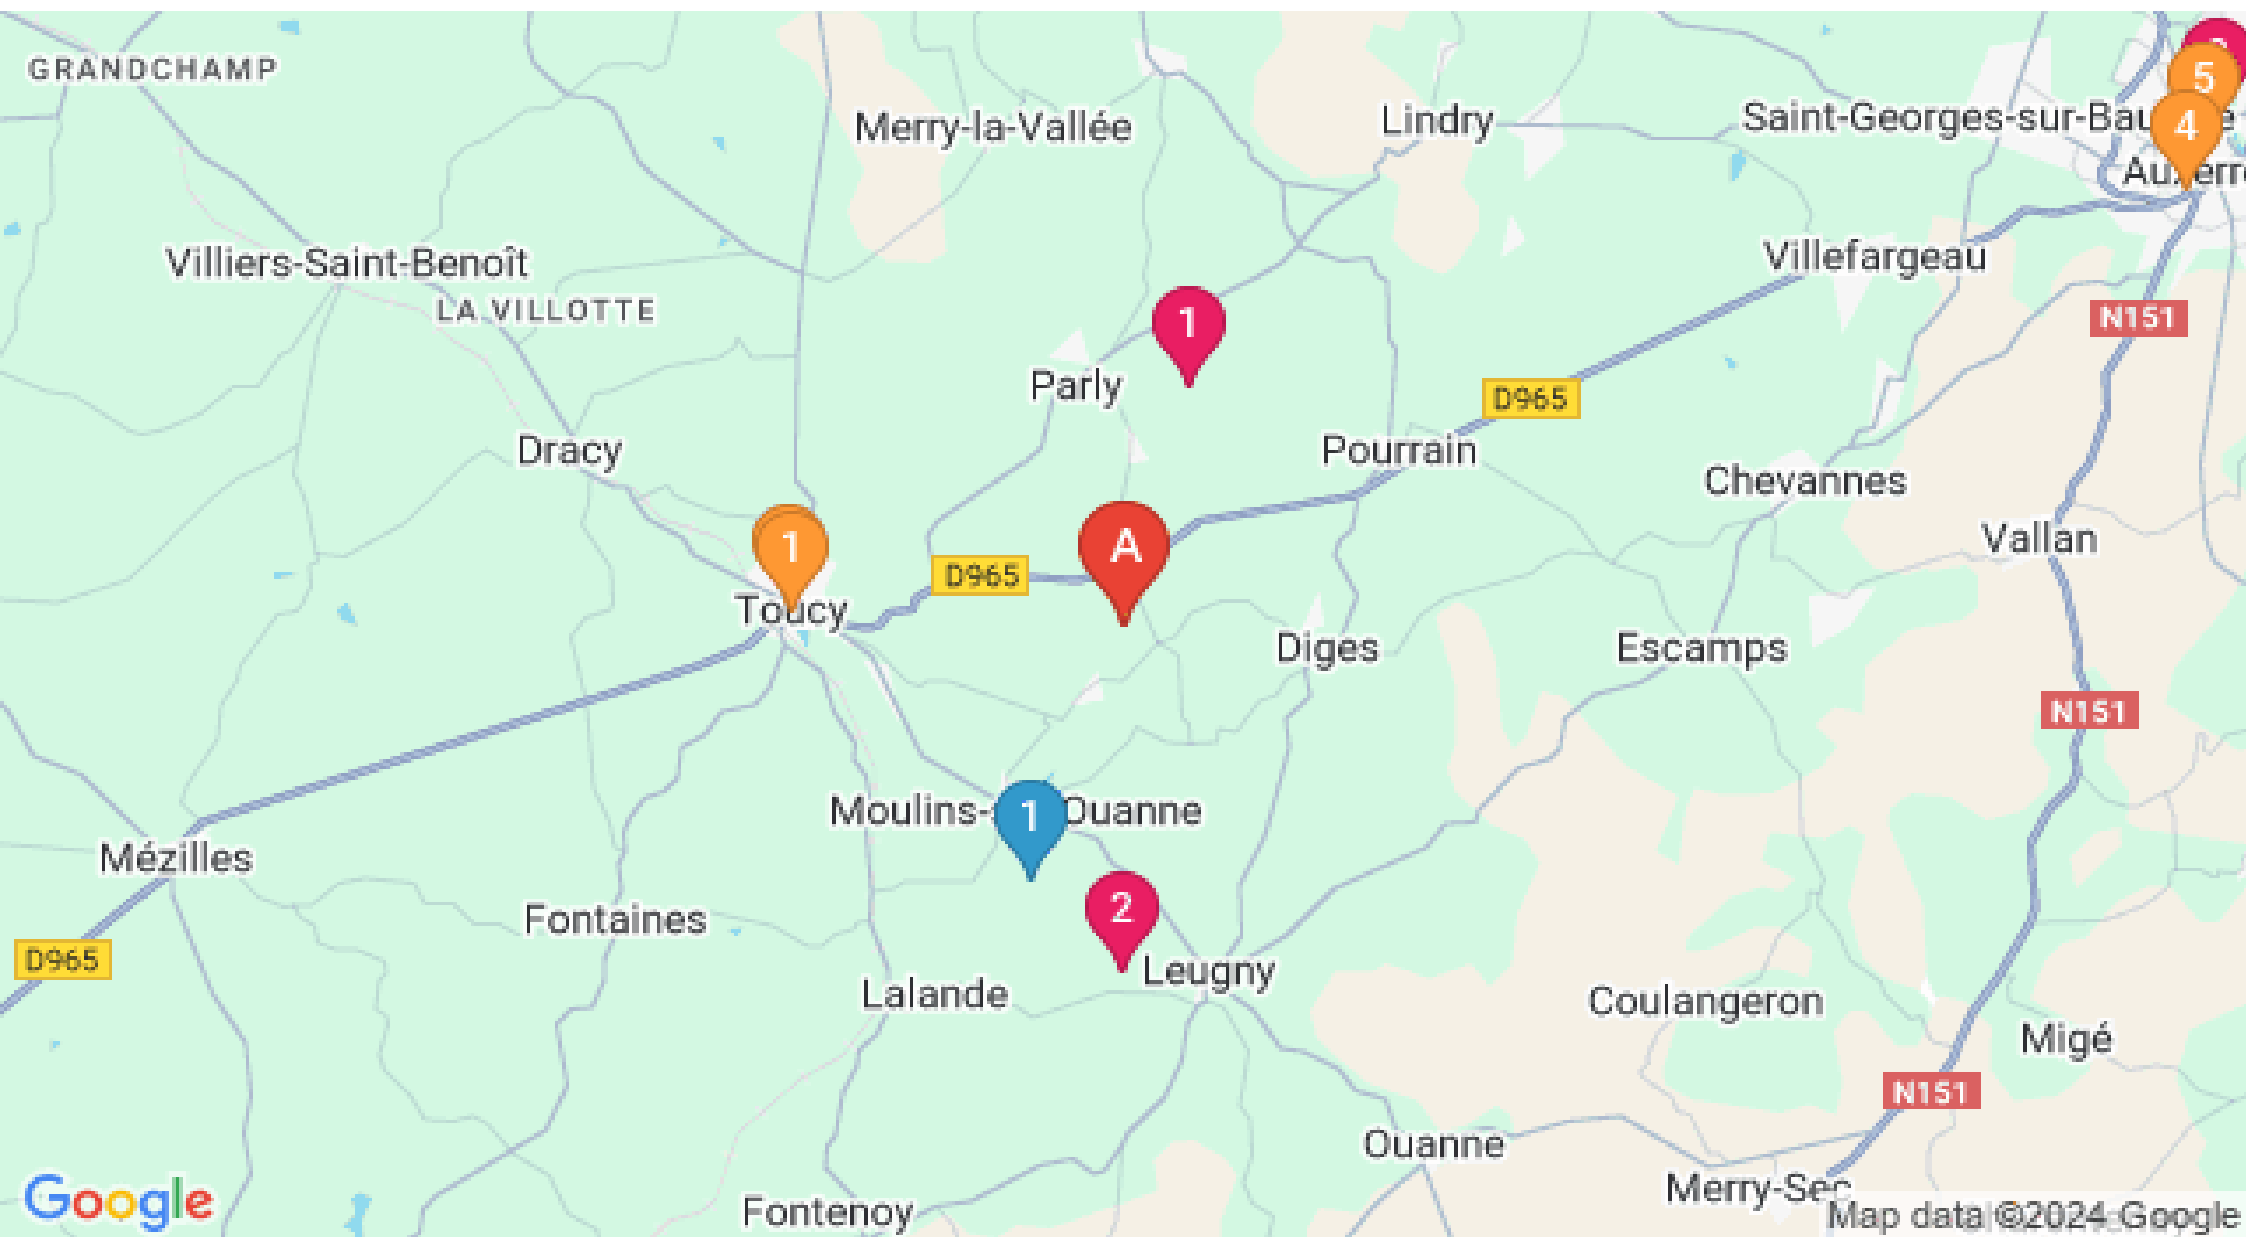 GRANDCHAMP
Merry-la-Vallée
Lindry
5
Saint-Georges-sur-Bau
4
Villiers-Saint-Benoît
LA VILLOTTE
Villefargeau
1
N151
Parly
D965
Dracy
Pourrain
Chevannes
1
A
Vallan
D965
Toucy
Diges
Escamps
N151
Moulins-
1
Ouanne
Mézilles
2
Fontaines
D965
Leugny
Lalande
Coulangeron
Migé
N151
Ouanne
Merry-Sec
Google
Fontenoy
Map data ©2024 Google